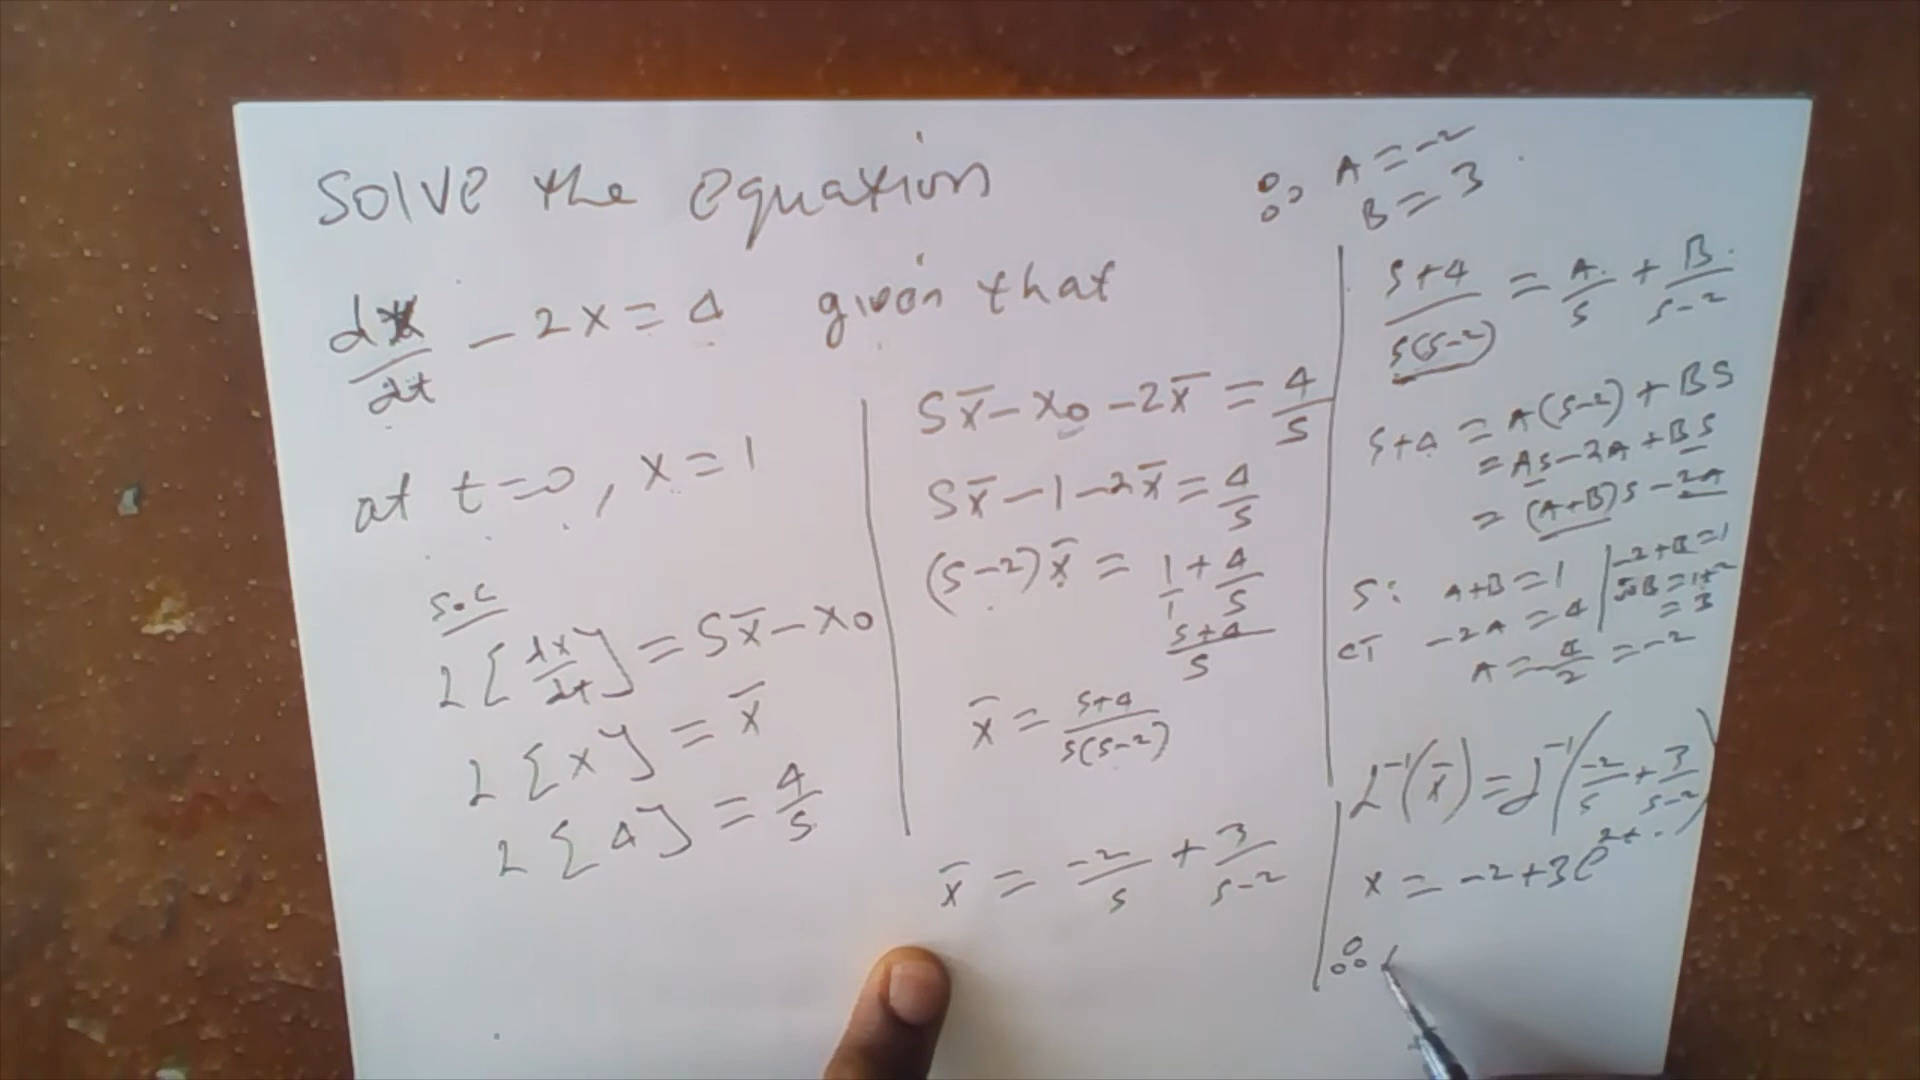 Solve the equation
dx/dt - 2x = 4 given that
at t=0, x=1
Sol
L{dx/dt} = Sx̄ - x₀
L{x} = x̄
L{4} = 4/s
Sx̄ - x₀ - 2x̄ = 4/s
Sx̄ - 1 - 2x̄ = 4/s
(s-2)x̄ = 1/1 + 4/s
s+4/s
x̄ = s+4/s(s-2)
x̄ = -2/s + 3/s-2
∴ A = -2
B = 3
s+4/s(s-2) = A/s + B/s-2
s+4 = A(s-2) + BS
= As - 2A + BS
= (A+B)s - 2A
S: A+B = 1
CT -2A = 4
A = -4/2 = -2
-2+B = 1
∴B = 1+2
= 3
L⁻¹(x̄) = L⁻¹(-2/s + 3/s-2)
x = -2 + 3e²ᵗ.
∴